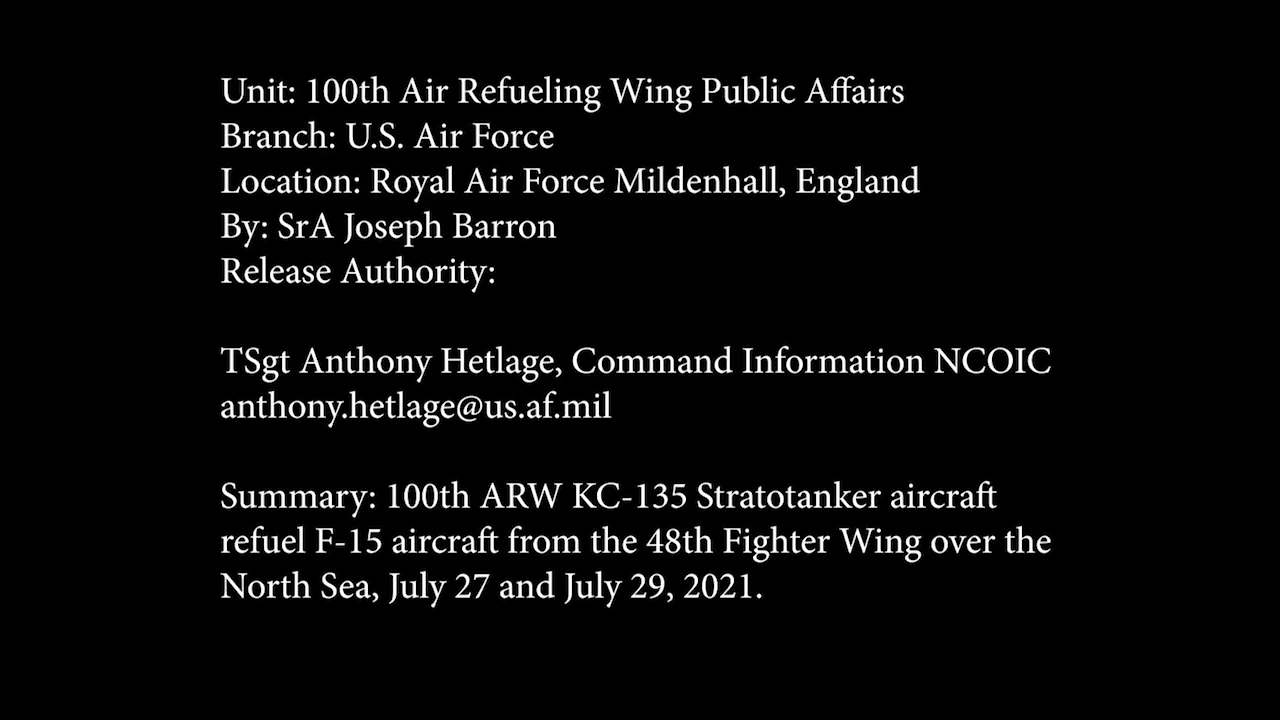 Unit: 100th Air Refueling Wing Public Affairs
Branch: U.S. Air Force
Location: Royal Air Force Mildenhall, England
By: SrA Joseph Barron
Release Authority:
TSgt Anthony Hetlage, Command Information NCOIC
anthony.hetlage@us.af.mil
Summary: 100th ARW KC-135 Stratotanker aircraft
refuel F-15 aircraft from the 48th Fighter Wing over the
North Sea, July 27 and July 29, 2021.